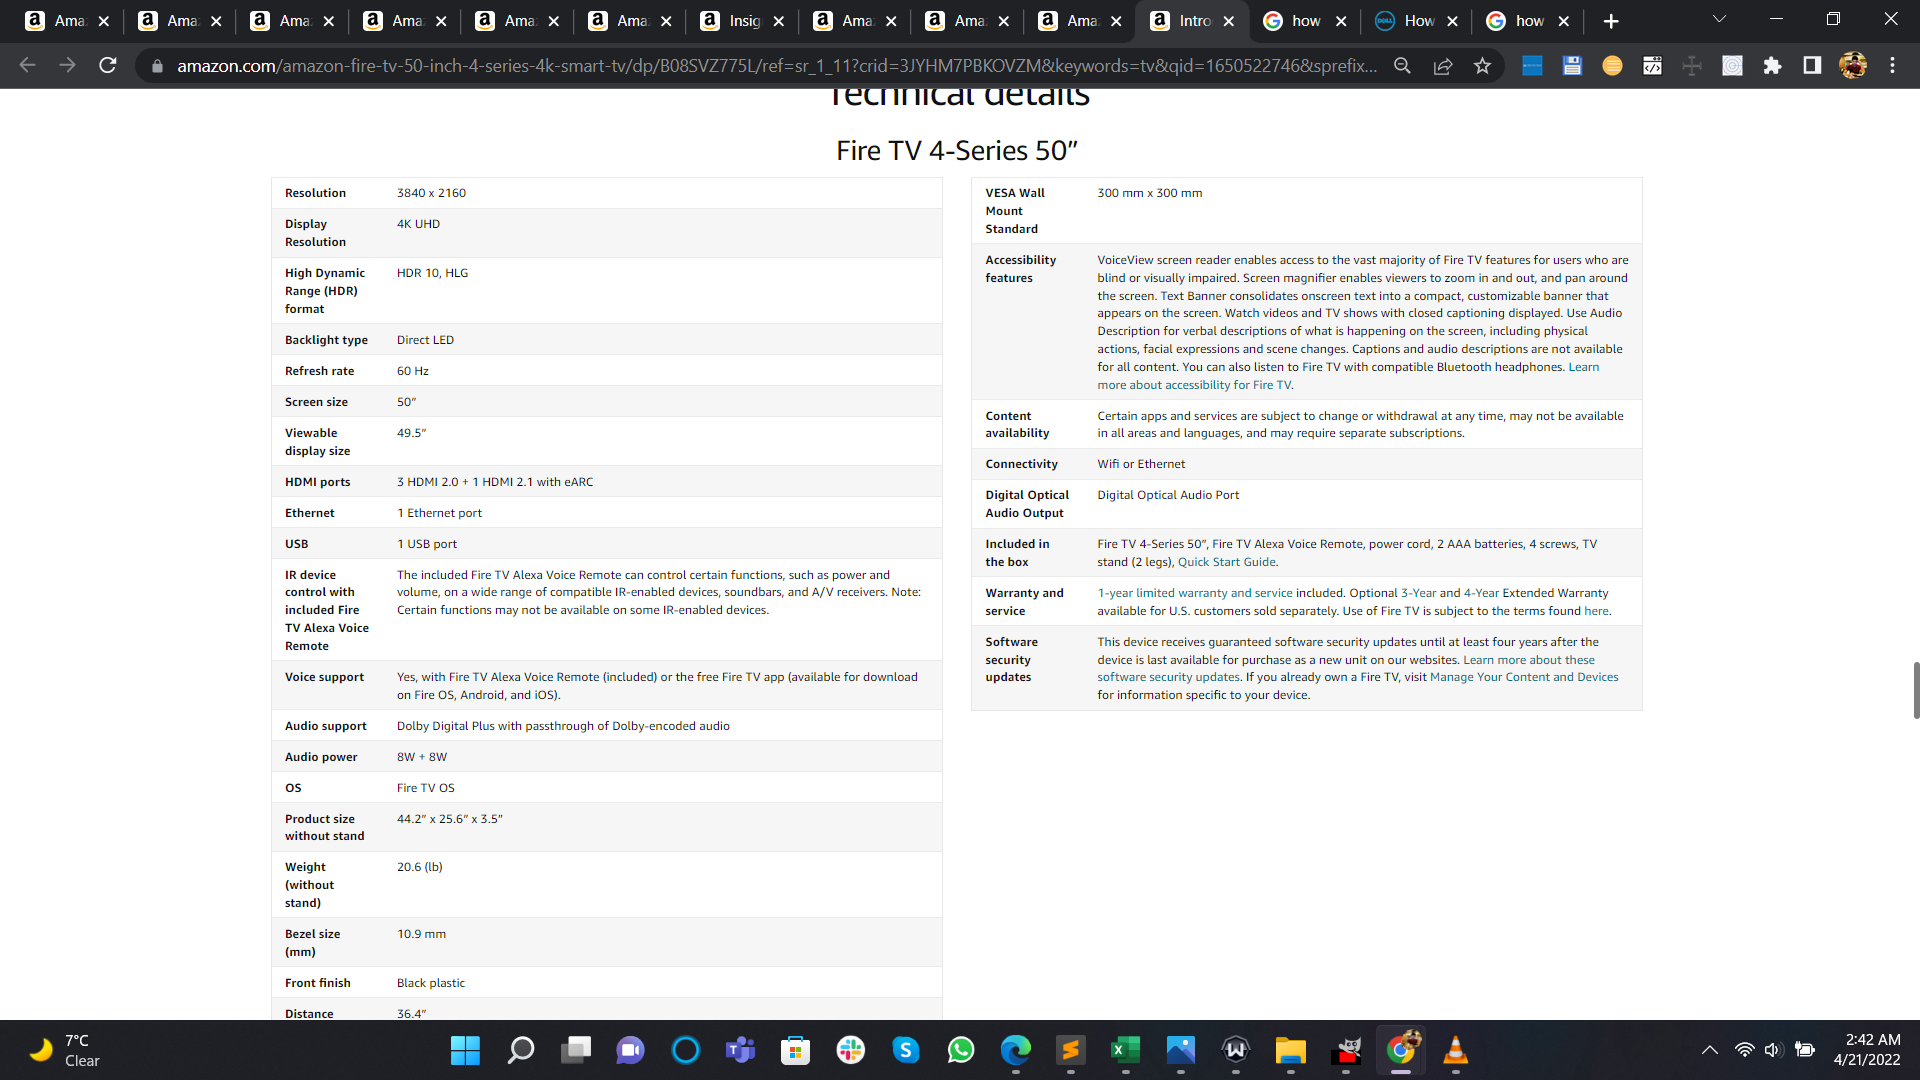 Ama
Ama
Ama
Ama
Ama
Ama
Insig
Ama
Ama
Ama
Intro
how
How
how
amazon.com/amazon-fire-tv-50-inch-4-series-4k-smart-tv/dp/B08SVZ775L/ref=sr_1_11?crid=3JYHM7PBKOVZM&keywords=tv&qid=1650522746&sprefix...
Technical details
Fire TV 4-Series 50”
Resolution 3840 x 2160
Display 4K UHD
Resolution
High Dynamic HDR 10, HLG
Range (HDR)
format
Backlight type Direct LED
Refresh rate 60 Hz
Screen size 50”
Viewable 49.5”
display size
HDMI ports 3 HDMI 2.0 + 1 HDMI 2.1 with eARC
Ethernet 1 Ethernet port
USB 1 USB port
IR device The included Fire TV Alexa Voice Remote can control certain functions, such as power and
control with volume, on a wide range of compatible IR-enabled devices, soundbars, and A/V receivers. Note:
included Fire Certain functions may not be available on some IR-enabled devices.
TV Alexa Voice
Remote
Voice support Yes, with Fire TV Alexa Voice Remote (included) or the free Fire TV app (available for download
on Fire OS, Android, and iOS).
Audio support Dolby Digital Plus with passthrough of Dolby-encoded audio
Audio power 8W + 8W
OS Fire TV OS
Product size 44.2” x 25.6” x 3.5”
without stand
Weight 20.6 (lb)
(without
stand)
Bezel size 10.9 mm
(mm)
Front finish Black plastic
Distance 36.4”
VESA Wall 300 mm x 300 mm
Mount
Standard
Accessibility VoiceView screen reader enables access to the vast majority of Fire TV features for users who are
features blind or visually impaired. Screen magnifier enables viewers to zoom in and out, and pan around
the screen. Text Banner consolidates onscreen text into a compact, customizable banner that
appears on the screen. Watch videos and TV shows with closed captioning displayed. Use Audio
Description for verbal descriptions of what is happening on the screen, including physical
actions, facial expressions and scene changes. Captions and audio descriptions are not available
for all content. You can also listen to Fire TV with compatible Bluetooth headphones. Learn
more about accessibility for Fire TV.
Content Certain apps and services are subject to change or withdrawal at any time, may not be available
availability in all areas and languages, and may require separate subscriptions.
Connectivity Wifi or Ethernet
Digital Optical Digital Optical Audio Port
Audio Output
Included in Fire TV 4-Series 50”, Fire TV Alexa Voice Remote, power cord, 2 AAA batteries, 4 screws, TV
the box stand (2 legs), Quick Start Guide.
Warranty and 1-year limited warranty and service included. Optional 3-Year and 4-Year Extended Warranty
service available for U.S. customers sold separately. Use of Fire TV is subject to the terms found here.
Software This device receives guaranteed software security updates until at least four years after the
security device is last available for purchase as a new unit on our websites. Learn more about these
updates software security updates. If you already own a Fire TV, visit Manage Your Content and Devices
for information specific to your device.
7°C
Clear
2:42 AM
4/21/2022